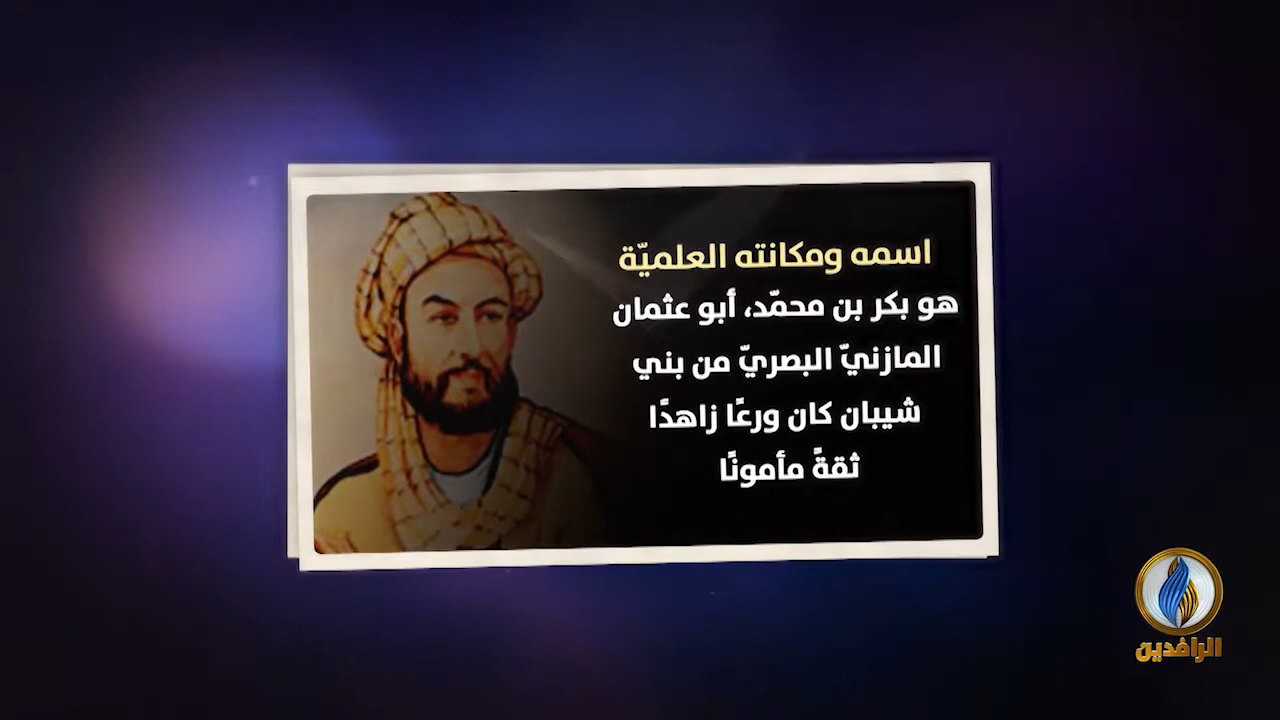 اسمه ومكانته العلميّة
هو بكر بن محمّد، أبو عثمان
المازنيّ البصريّ من بني
شيبان كان ورعًا زاهدًا
ثقةً مأمونًا
الرافدين